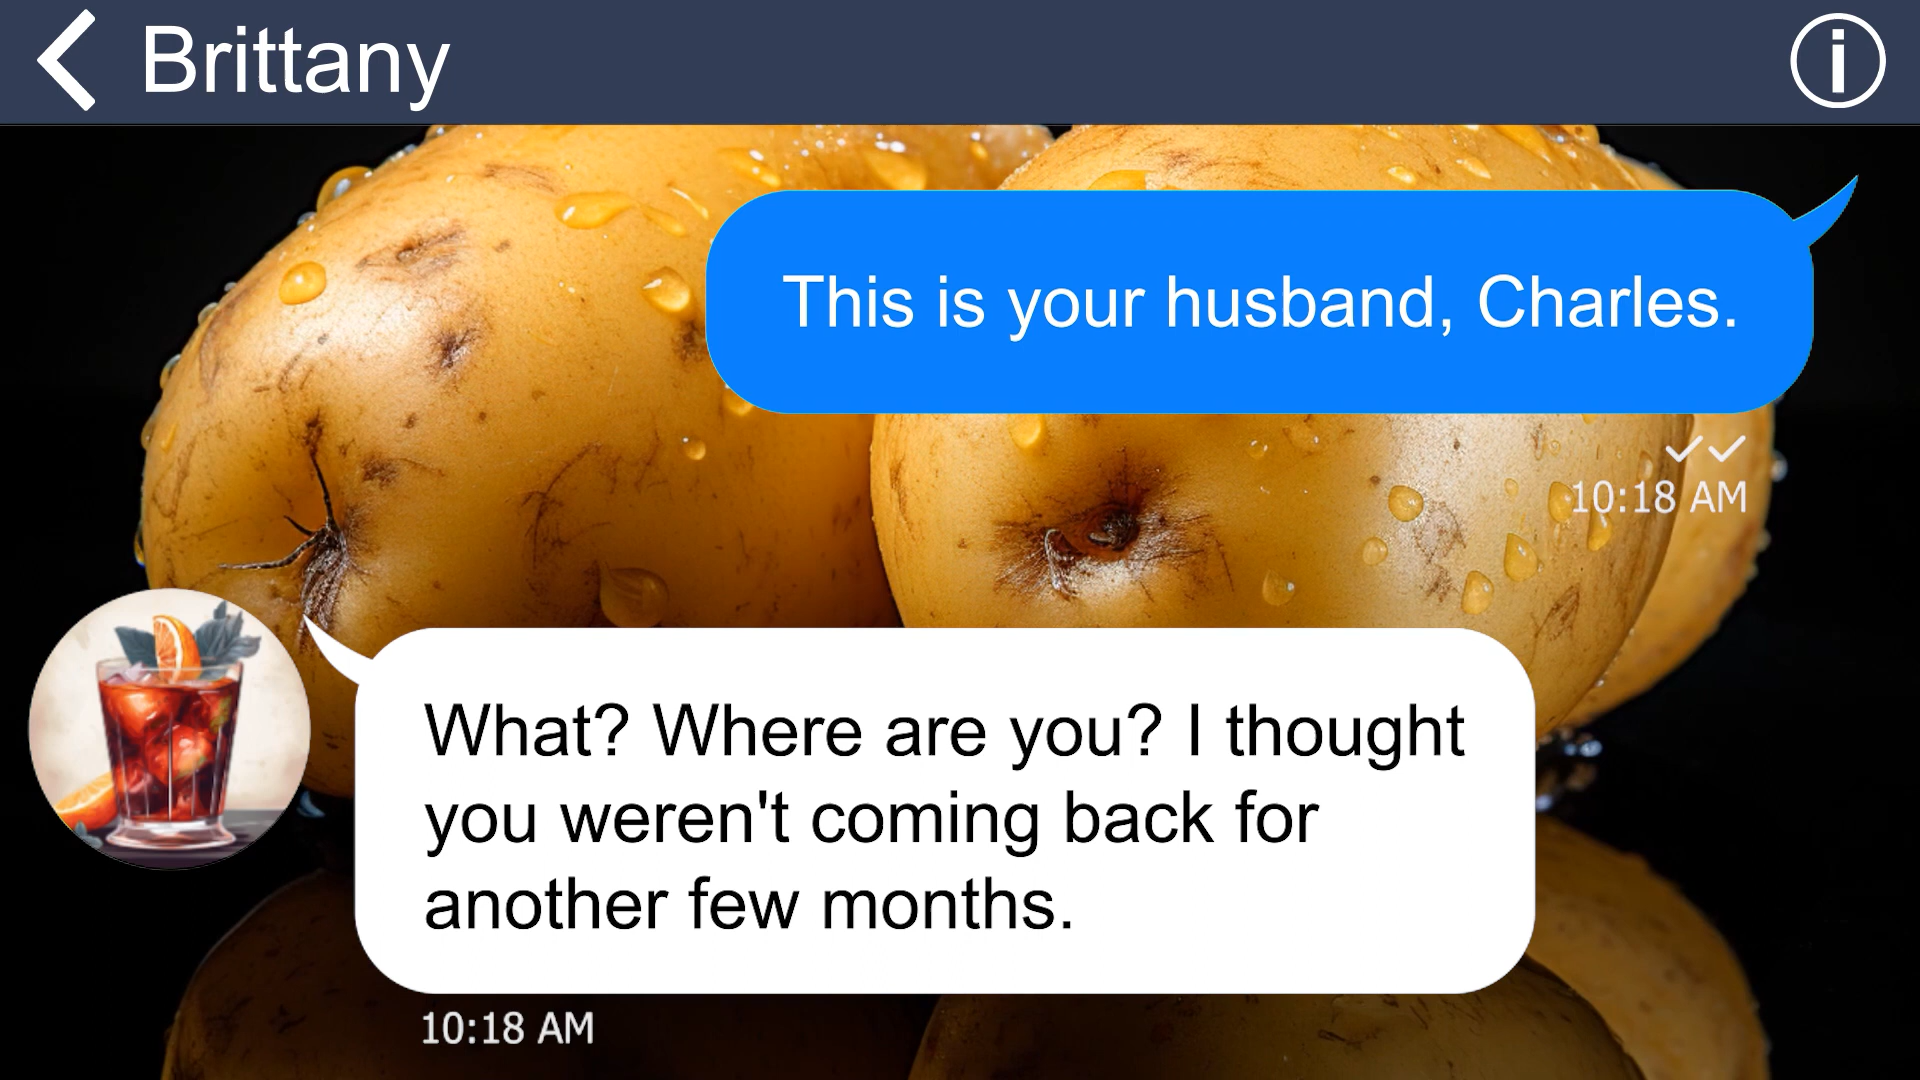 Brittany
This is your husband, Charles.
10:18 AM
What? Where are you? I thought
you weren't coming back for
another few months.
10:18 AM